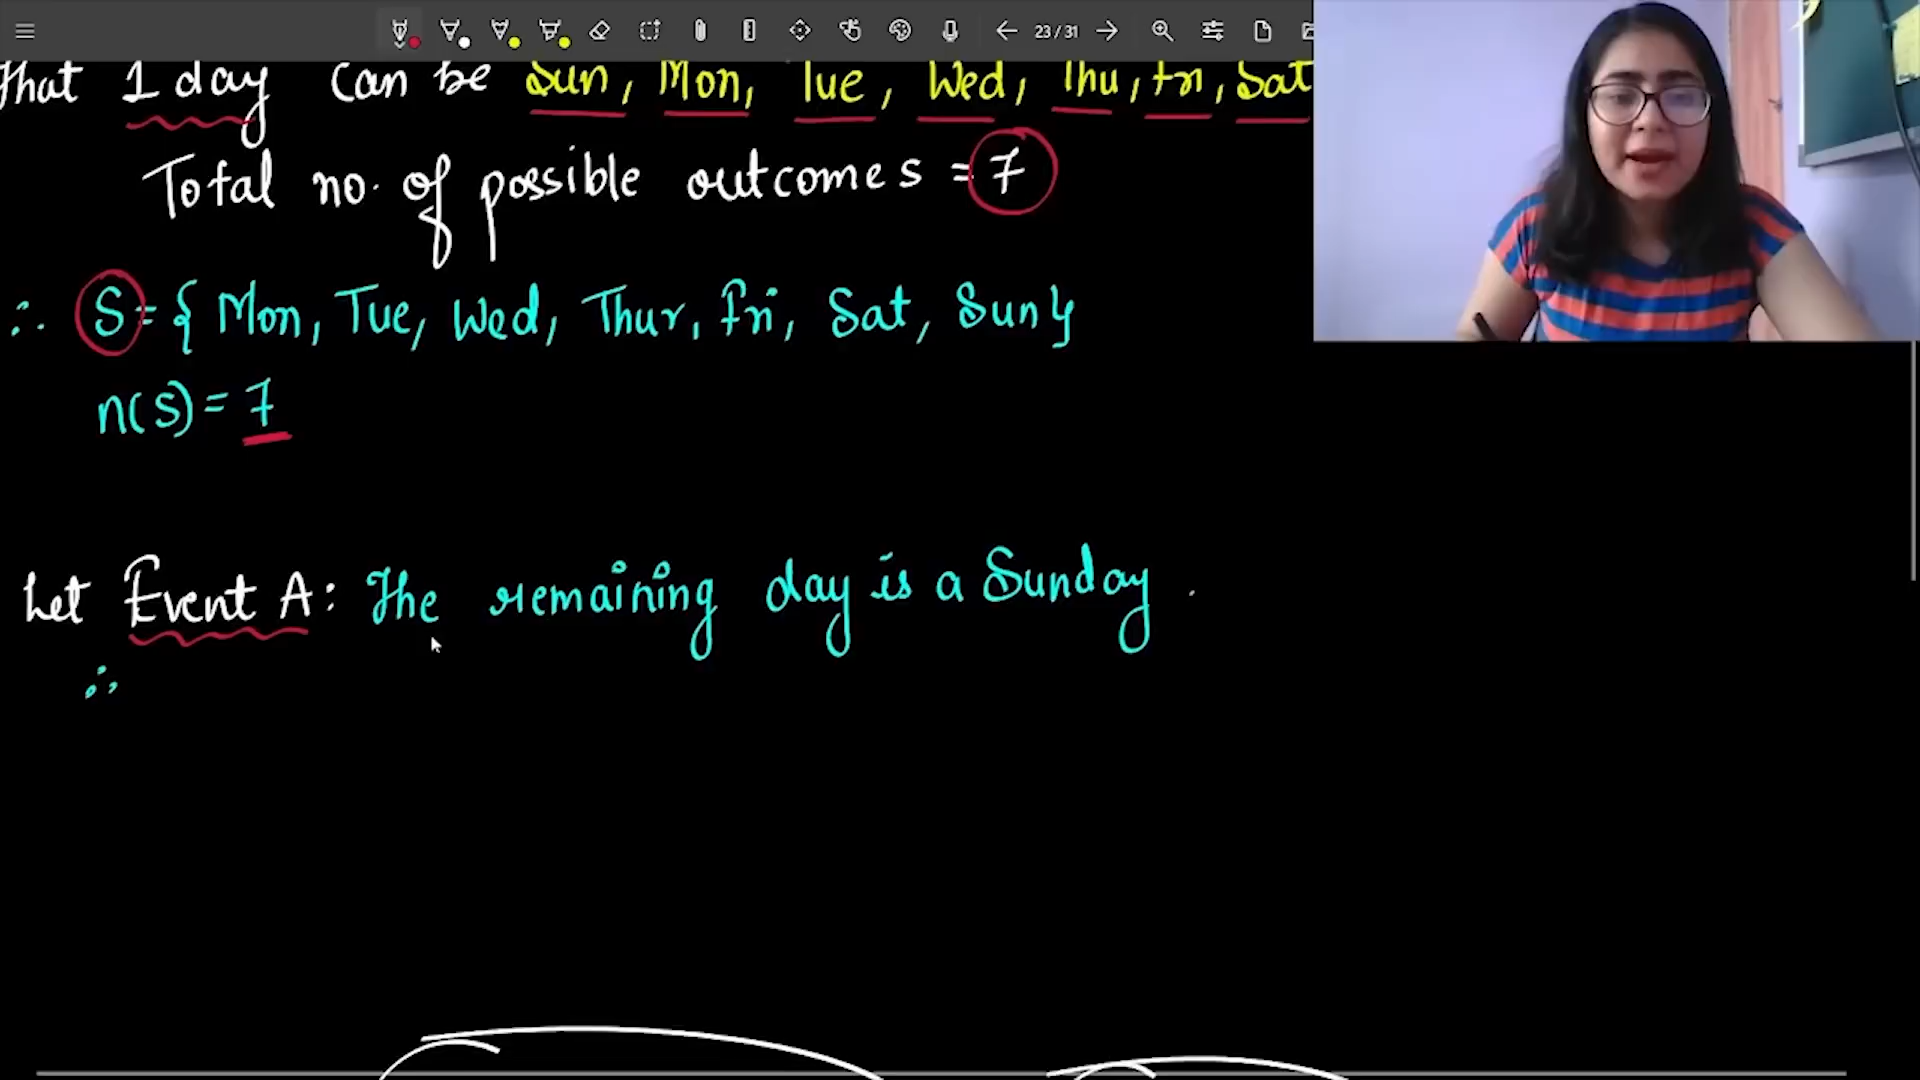 23/31
That 1 day can be Sun, Mon, Tue, Wed, Thu, Fri, Sat
Total no. of possible outcomes = 7
∴ S = { Mon, Tue, Wed, Thur, Fri, Sat, Sun}
n(S) = 7
Let Event A: The remaining day is a Sunday.
∴